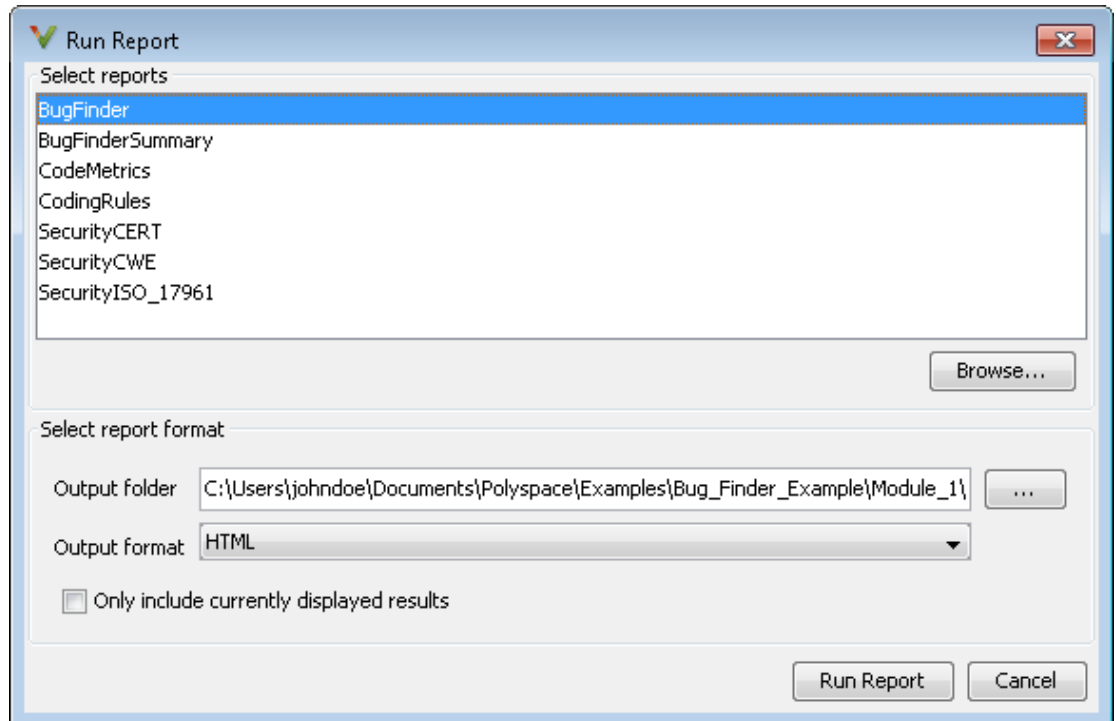 Run Report
Select reports
BugFinder
BugFinderSummary
CodeMetrics
CodingRules
SecurityCERT
SecurityCWE
SecurityISO_17961
Browse...
Select report format
Output folder C:\Users\johndoe\Documents\Polyspace\Examples\Bug_Finder_Example\Module_1\ ...
Output format HTML
Only include currently displayed results
Run Report Cancel